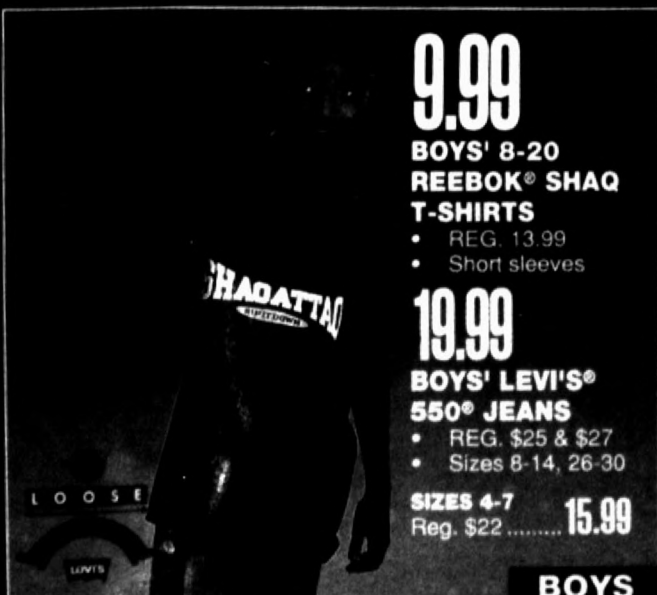 9.99
BOYS' 8-20
REEBOK® SHAQ
T-SHIRTS
• REG. 13.99
• Short sleeves
SHAQATTAQ
19.99
BOYS' LEVI'S®
550® JEANS
• REG. $25 & $27
• Sizes 8-14, 26-30
SIZES 4-7
Reg. $22 ......... 15.99
LOOSE
LEVI'S
BOYS